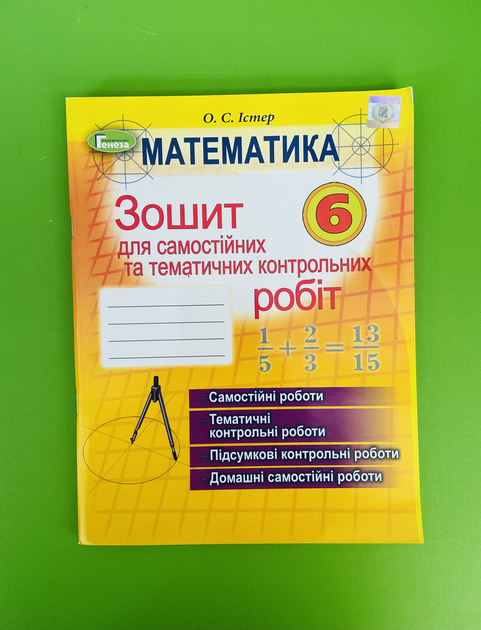 О. С. Істер
Видавництво
Генеза
МАТЕМАТИКА
Зошит
6
для самостійних
та тематичних контрольних
робіт
1/5 + 2/3 = 13/15
Самостійні роботи
Тематичні
контрольні роботи
Підсумкові контрольні роботи
Домашні самостійні роботи